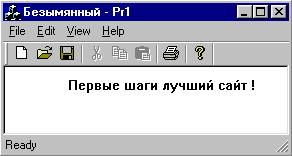 Безымянный - Pr1
File Edit View Help
Первые шаги лучший сайт !
Ready